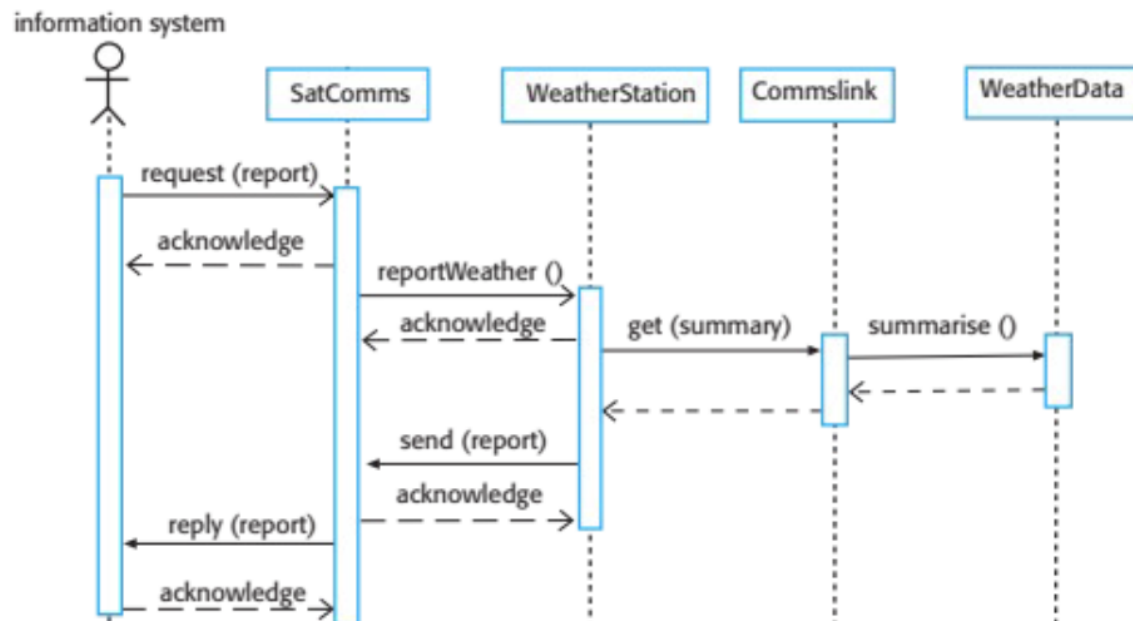 information system
SatComms
WeatherStation
Commslink
WeatherData
request (report)
acknowledge
reportWeather ()
acknowledge
get (summary)
summarise ()
send (report)
acknowledge
reply (report)
acknowledge